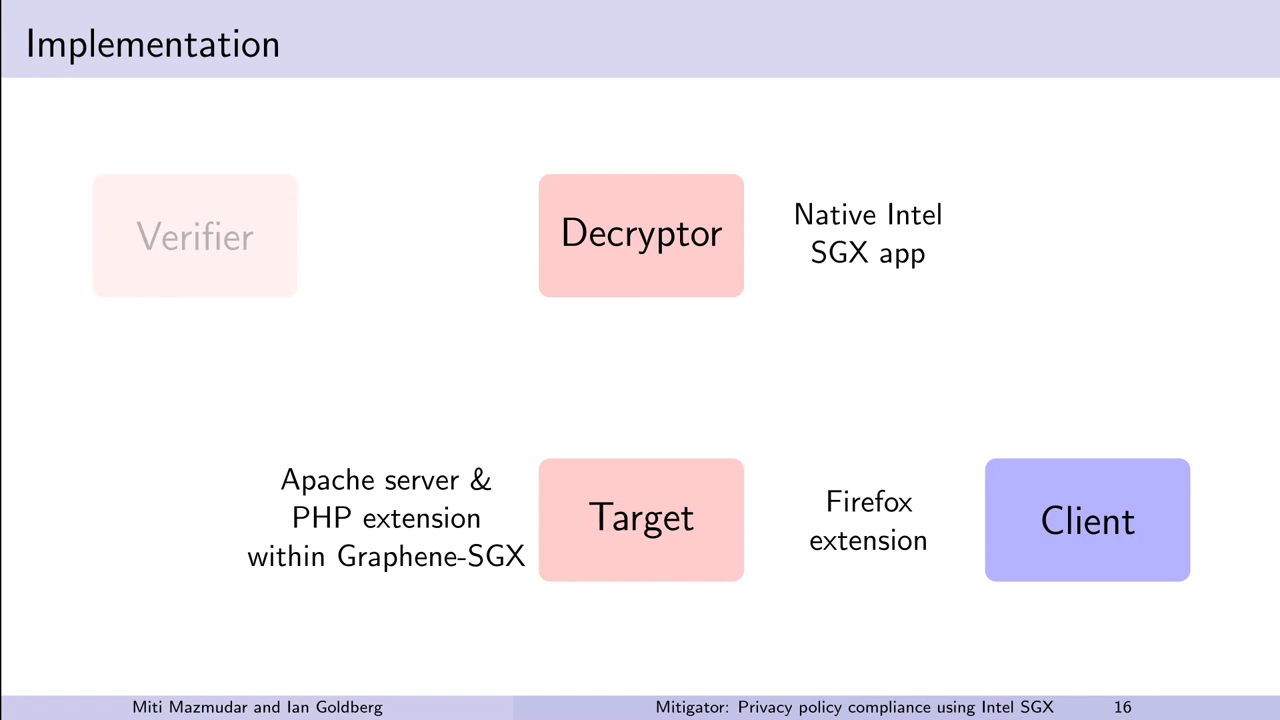 Implementation
Verifier
Decryptor
Native Intel
SGX app
Apache server &
PHP extension
within Graphene-SGX
Target
Firefox
extension
Client
Miti Mazmudar and Ian Goldberg
Mitigator: Privacy policy compliance using Intel SGX
16